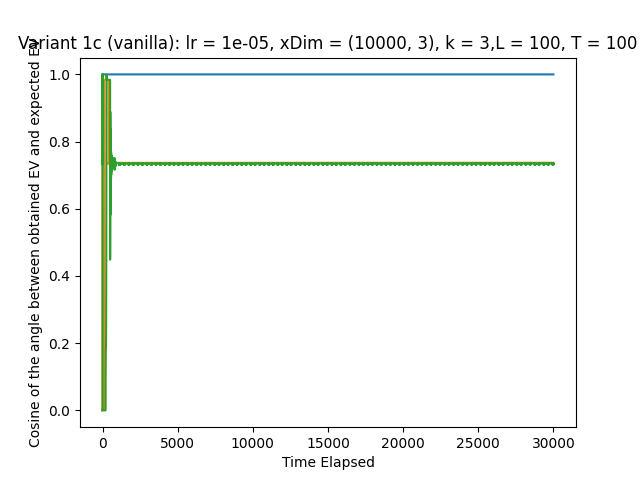 Variant 1c (vanilla): lr = 1e-05, xDim = (10000, 3), k = 3,L = 100, T = 100
Cosine of the angle between obtained EV and expected EV
1.0
0.8
0.6
0.4
0.2
0.0
0 5000 10000 15000 20000 25000 30000
Time Elapsed